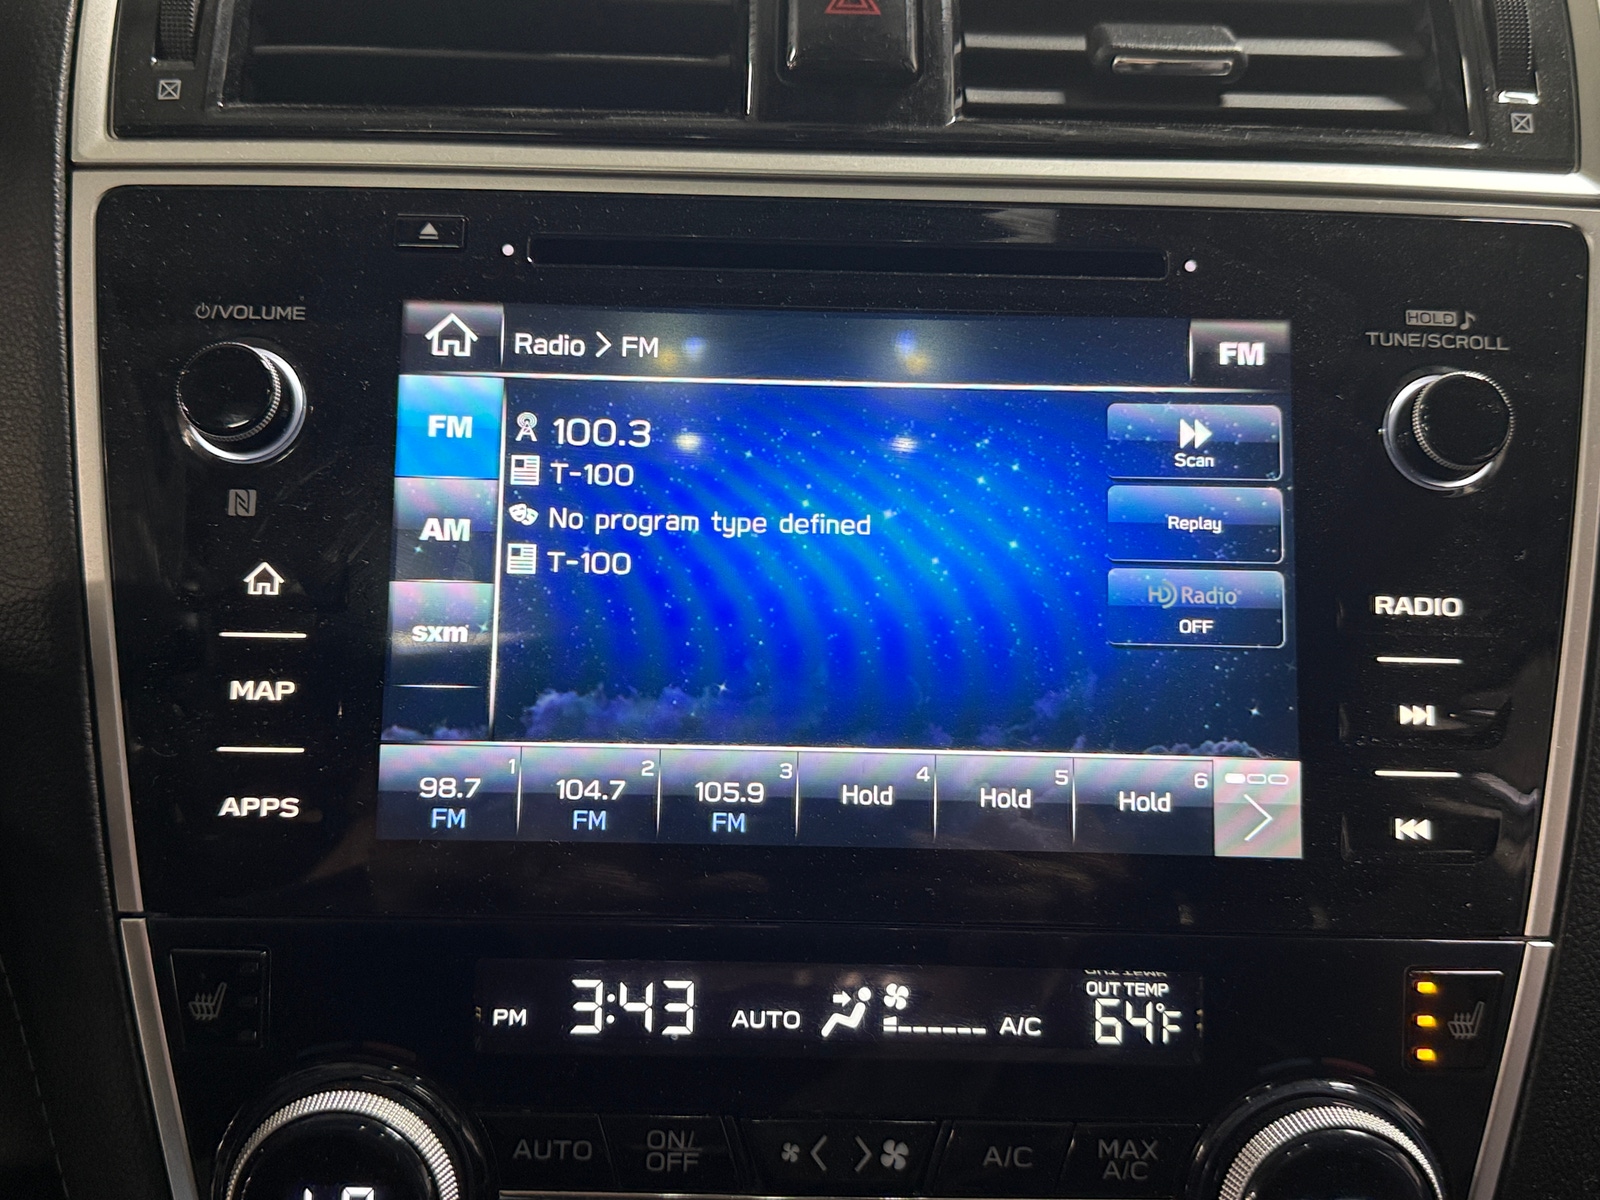 ⏻/VOLUME
HOLD ♪
TUNE/SCROLL
Radio > FM
FM
FM
100.3
T-100
Scan
AM
No program type defined
Replay
T-100
HD Radio
OFF
sxm
MAP
APPS
RADIO
98.7 1
FM
104.7 2
FM
105.9 3
FM
Hold 4
Hold 5
Hold 6
PM 3:43 AUTO A/C
OUT TEMP
64°F
AUTO
ON/
OFF
A/C
MAX
A/C